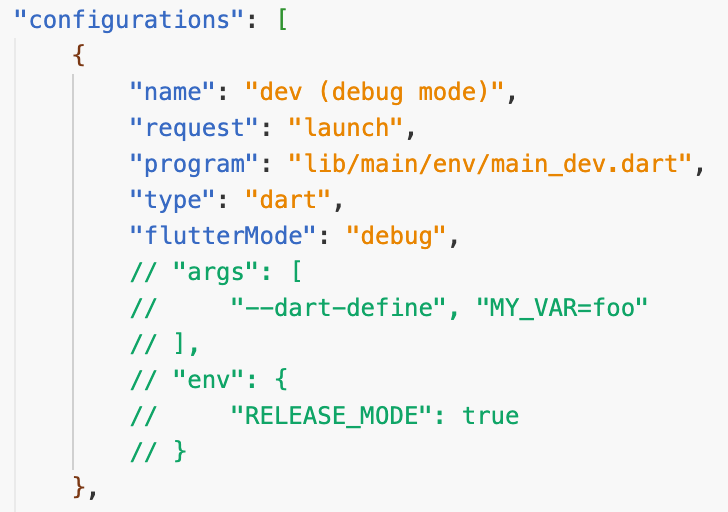 "configurations": [
    {
        "name": "dev (debug mode)",
        "request": "launch",
        "program": "lib/main/env/main_dev.dart",
        "type": "dart",
        "flutterMode": "debug",
        // "args": [
        //     "--dart-define", "MY_VAR=foo"
        // ],
        // "env": {
        //     "RELEASE_MODE": true
        // }
    },